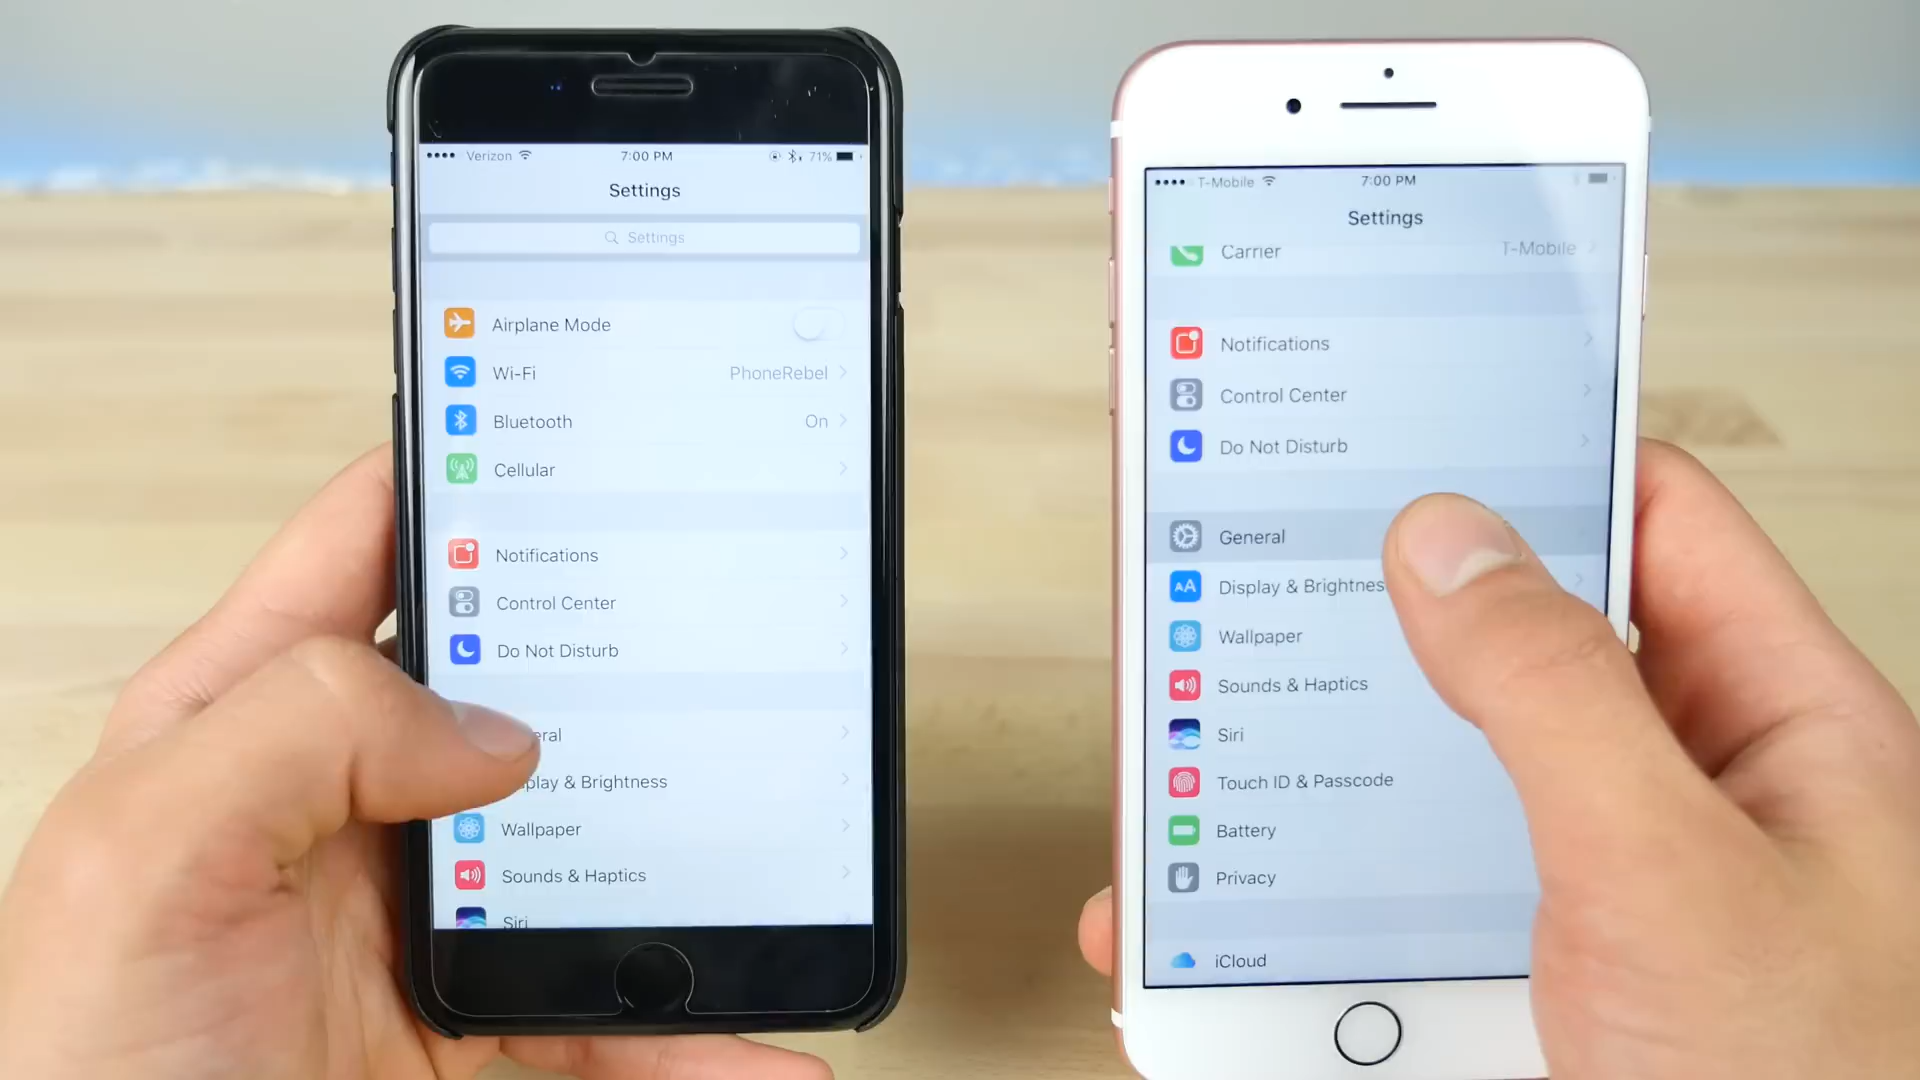 Verizon
7:00 PM
71%
Settings
Settings
Airplane Mode
Wi-Fi
PhoneRebel
Bluetooth
On
Cellular
Notifications
Control Center
Do Not Disturb
eral
play & Brightness
Wallpaper
Sounds & Haptics
Siri
T-Mobile
7:00 PM
Settings
Carrier
T-Mobile
Notifications
Control Center
Do Not Disturb
General
AA
Display & Brightnes
Wallpaper
Sounds & Haptics
Siri
Touch ID & Passcode
Battery
Privacy
iCloud